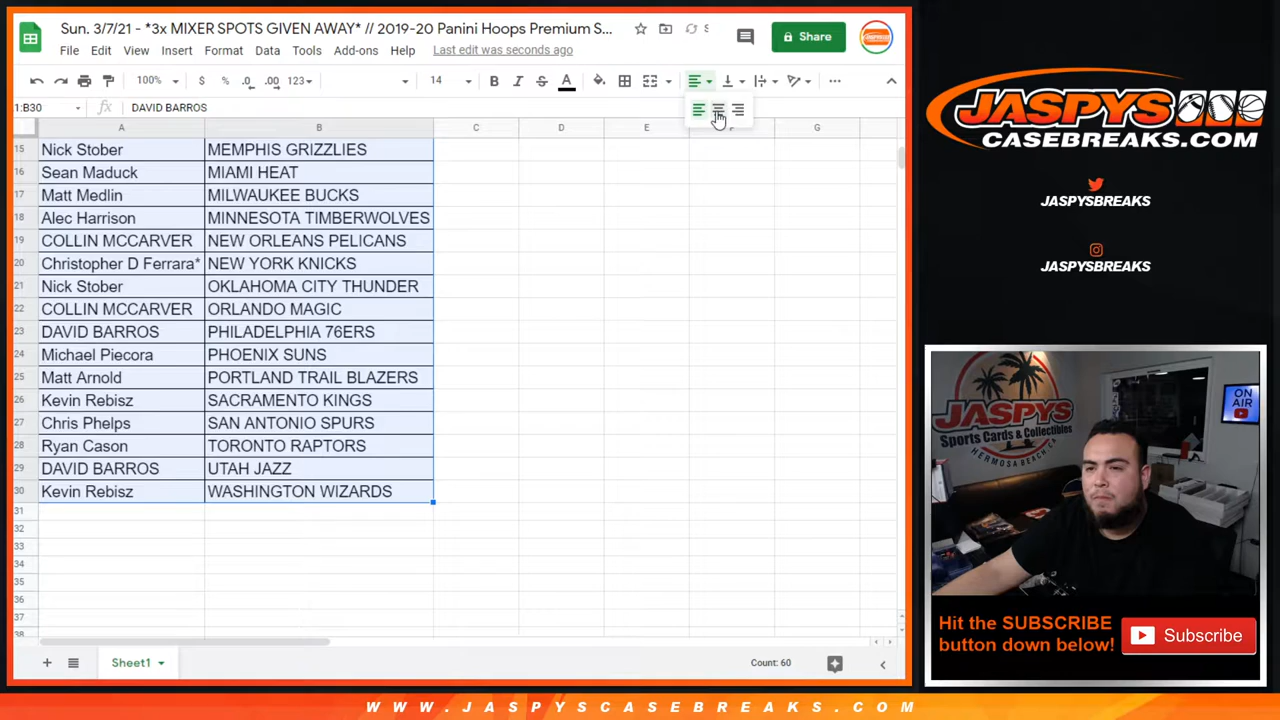 Sun. 3/7/21 - *3x MIXER SPOTS GIVEN AWAY* // 2019-20 Panini Hoops Premium S...
File Edit View Insert Format Data Tools Add-ons Help Last edit was seconds ago
Share
100% $ % .0 .00 123 14 B I S A
1:B30 fx DAVID BARROS
A B C D E F G
15 Nick Stober MEMPHIS GRIZZLIES
16 Sean Maduck MIAMI HEAT
17 Matt Medlin MILWAUKEE BUCKS
18 Alec Harrison MINNESOTA TIMBERWOLVES
19 COLLIN MCCARVER NEW ORLEANS PELICANS
20 Christopher D Ferrara* NEW YORK KNICKS
21 Nick Stober OKLAHOMA CITY THUNDER
22 COLLIN MCCARVER ORLANDO MAGIC
23 DAVID BARROS PHILADELPHIA 76ERS
24 Michael Piecora PHOENIX SUNS
25 Matt Arnold PORTLAND TRAIL BLAZERS
26 Kevin Rebisz SACRAMENTO KINGS
27 Chris Phelps SAN ANTONIO SPURS
28 Ryan Cason TORONTO RAPTORS
29 DAVID BARROS UTAH JAZZ
30 Kevin Rebisz WASHINGTON WIZARDS
31
32
33
34
35
36
37
38
Sheet1
Count: 60
JASPYS
CASEBREAKS.COM
JASPYSBREAKS
JASPYSBREAKS
JASPYS
Sports Cards & Collectibles
HERMOSA BEACH, CA
ON AIR
Hit the SUBSCRIBE
button down below!
Subscribe
WWW.JASPYSCASEBREAKS.COM